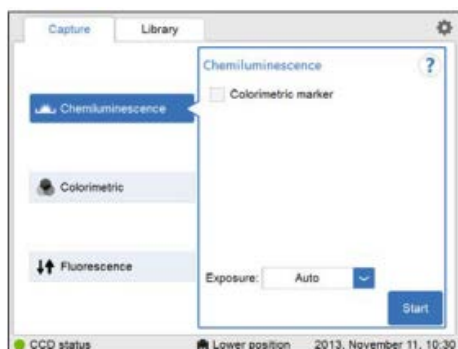 Capture
Library
Chemiluminescence
Colorimetric
Fluorescence
Chemiluminescence
?
Colorimetric marker
Exposure: Auto
Start
CCD status
Lower position
2013. November 11. 10:30